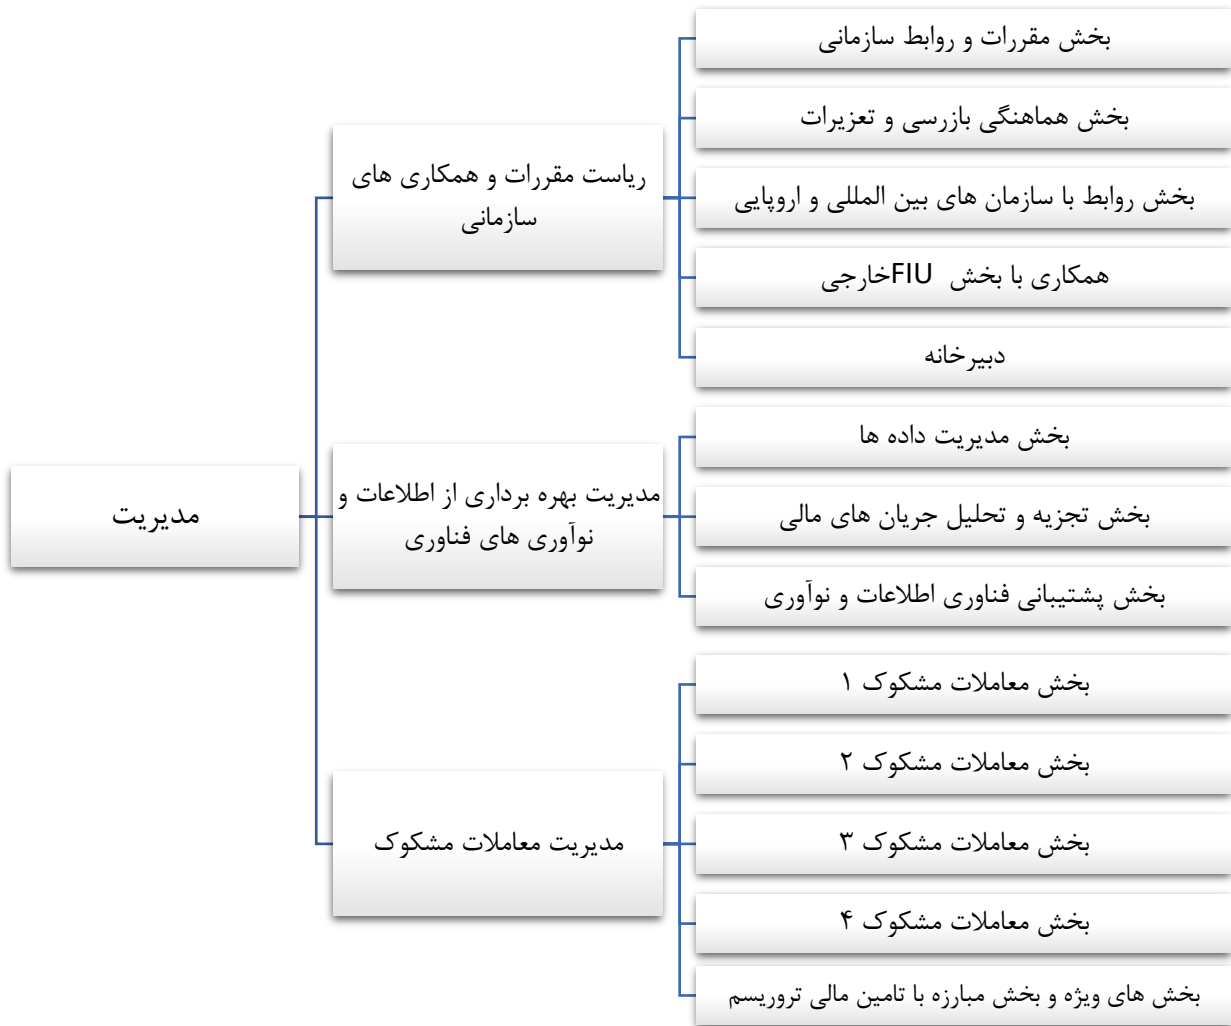 مدیریت
ریاست مقررات و همکاری های
سازمانی
بخش مقررات و روابط سازمانی
بخش هماهنگی بازرسی و تعزیرات
بخش روابط با سازمان های بین المللی و اروپایی
همکاری با بخش FIUخارجی
دبیرخانه
مدیریت بهره برداری از اطلاعات و
نوآوری های فناوری
بخش مدیریت داده ها
بخش تجزیه و تحلیل جریان های مالی
بخش پشتیبانی فناوری اطلاعات و نوآوری
مدیریت معاملات مشکوک
بخش معاملات مشکوک ۱
بخش معاملات مشکوک ۲
بخش معاملات مشکوک ۳
بخش معاملات مشکوک ۴
بخش های ویژه و بخش مبارزه با تامین مالی تروریسم